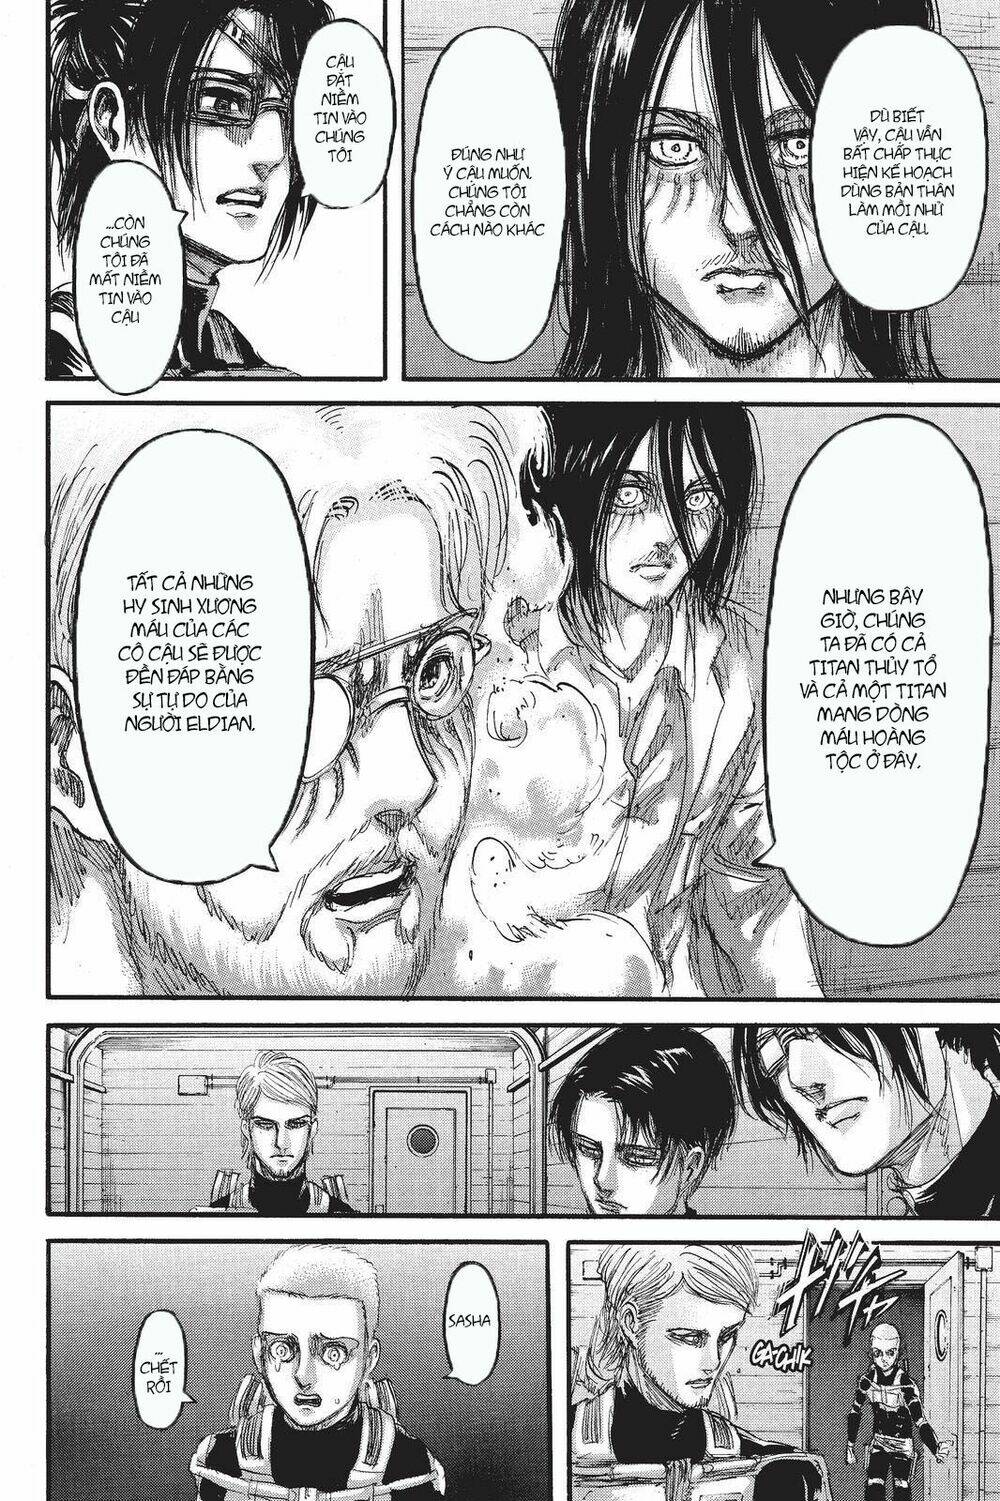 DÙ BIẾT
VẬY, CẬU VẪN
BẤT CHẤP THỰC
HIỆN KẾ HOẠCH
DÙNG BẢN THÂN
LÀM MỒI NHỬ
CỦA CẬU.
ĐÚNG NHƯ
Ý CẬU MUỐN.
CHÚNG TÔI
CHẲNG CÒN
CÁCH NÀO KHÁC
CẬU
ĐẶT
NIỀM
TIN VÀO
CHÚNG
TÔI
...CÒN
CHÚNG
TÔI ĐÃ
MẤT NIỀM
TIN VÀO
CẬU
NHƯNG BÂY
GIỜ, CHÚNG
TA ĐÃ CÓ CẢ
TITAN THỦY TỔ
VÀ CẢ MỘT TITAN
MANG DÒNG
MÁU HOÀNG
TỘC Ở ĐÂY.
TẤT CẢ NHỮNG
HY SINH XƯƠNG
MÁU CỦA CÁC
CÔ CẬU SẼ ĐƯỢC
ĐỀN ĐÁP BẰNG
SỰ TỰ DO CỦA
NGƯỜI ELDIAN.
GACHIK
SASHA
...
CHẾT
RỒI